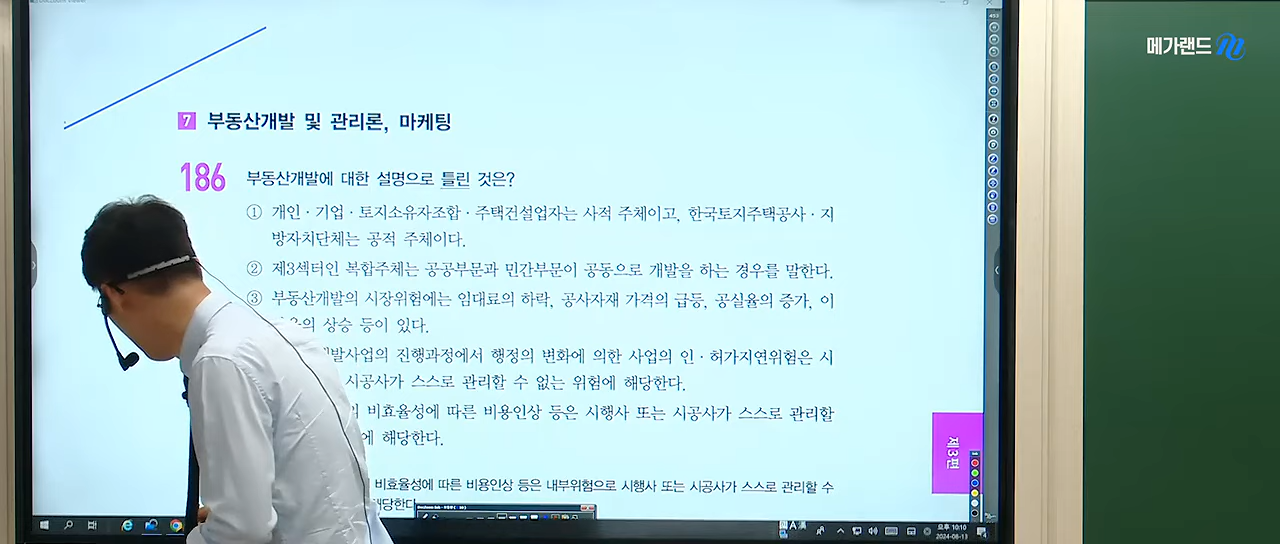 메가랜드
7 부동산개발 및 관리론, 마케팅
186 부동산개발에 대한 설명으로 틀린 것은?
① 개인·기업·토지소유자조합·주택건설업자는 사적 주체이고, 한국토지주택공사·지
방자치단체는 공적 주체이다.
② 제3섹터인 복합주체는 공공부문과 민간부문이 공동으로 개발을 하는 경우를 말한다.
③ 부동산개발의 시장위험에는 임대료의 하락, 공사자재 가격의 급등, 공실율의 증가, 이
의 상승 등이 있다.
개발사업의 진행과정에서 행정의 변화에 의한 사업의 인·허가지연위험은 시
시공사가 스스로 관리할 수 없는 위험에 해당한다.
비효율성에 따른 비용인상 등은 시행사 또는 시공사가 스스로 관리할
에 해당한다.
비효율성에 따른 비용인상 등은 내부위험으로 시행사 또는 시공사가 스스로 관리할 수
해당한다
제3편
오후 10:10
2024-06-13